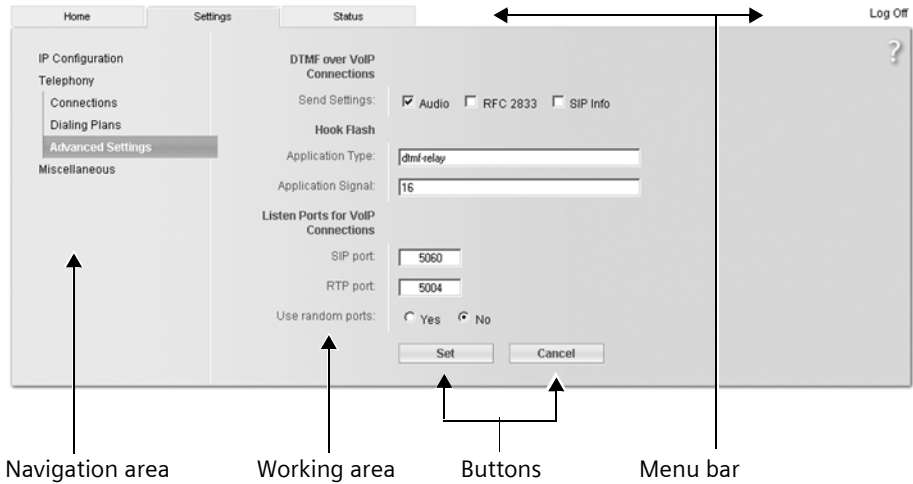 Home Settings Status Log Off
?
IP Configuration
Telephony
Connections
Dialing Plans
Advanced Settings
Miscellaneous
DTMF over VoIP
Connections
Send Settings: Audio RFC 2833 SIP Info
Hook Flash
Application Type: dtmf-relay
Application Signal: 16
Listen Ports for VoIP
Connections
SIP port: 5060
RTP port: 5004
Use random ports: Yes No
Set Cancel
Navigation area Working area Buttons Menu bar